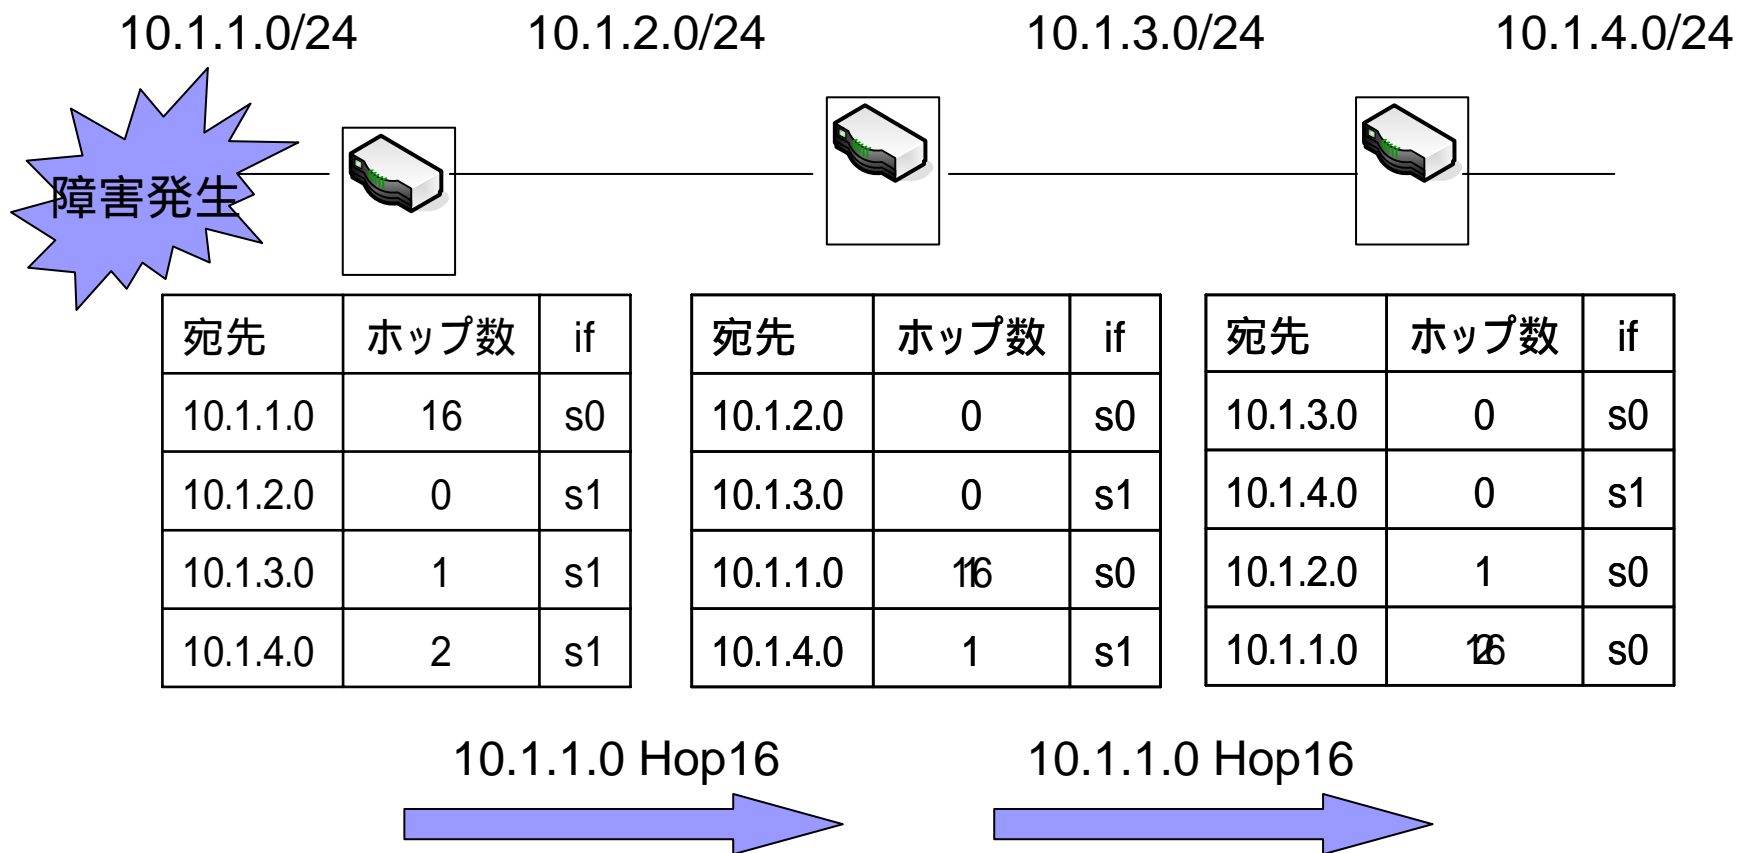 10.1.1.0/24 10.1.2.0/24 10.1.3.0/24 10.1.4.0/24
障害発生
宛先 ホップ数 if
10.1.1.0 16 s0
10.1.2.0 0 s1
10.1.3.0 1 s1
10.1.4.0 2 s1
宛先 ホップ数 if
10.1.2.0 0 s0
10.1.3.0 0 s1
10.1.1.0 s0
10.1.4.0 1 s1
宛先 ホップ数 if
10.1.3.0 0 s0
10.1.4.0 0 s1
10.1.2.0 1 s0
10.1.1.0 s0
10.1.1.0 Hop16 10.1.1.0 Hop16